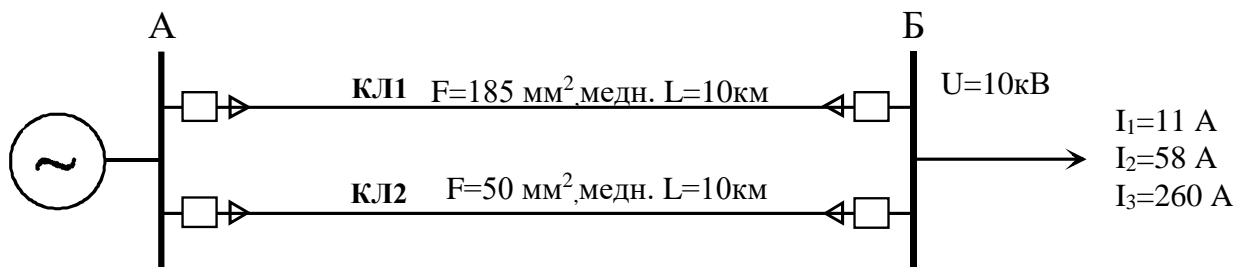 А
Б
КЛ1 F=185 мм²,медн. L=10км
U=10кВ
I₁=11 А
I₂=58 А
I₃=260 А
КЛ2 F=50 мм²,медн. L=10км
~